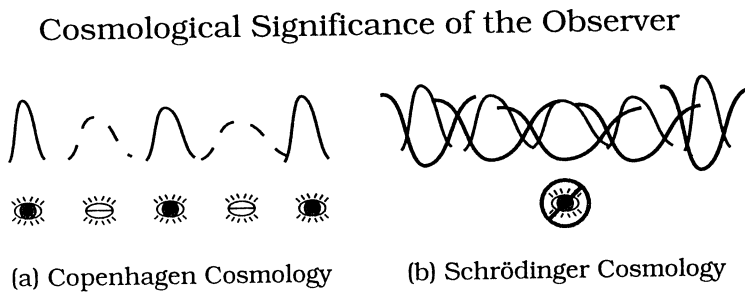 Cosmological Significance of the Observer
(a) Copenhagen Cosmology
(b) Schrödinger Cosmology